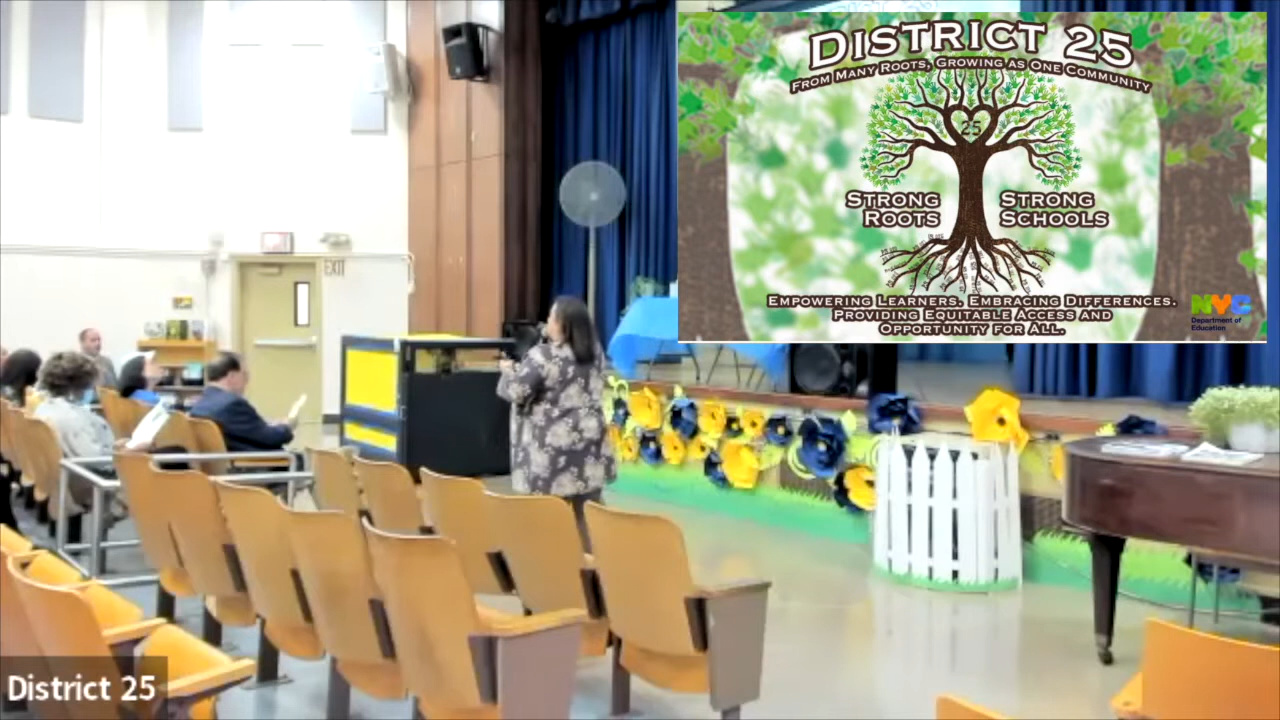 DISTRICT 25
FROM MANY ROOTS, GROWING AS ONE COMMUNITY
25
STRONG
ROOTS
STRONG
SCHOOLS
EMPOWERING LEARNERS. EMBRACING DIFFERENCES.
PROVIDING EQUITABLE ACCESS AND
OPPORTUNITY FOR ALL.
NYC
Department of
Education
EXIT
District 25